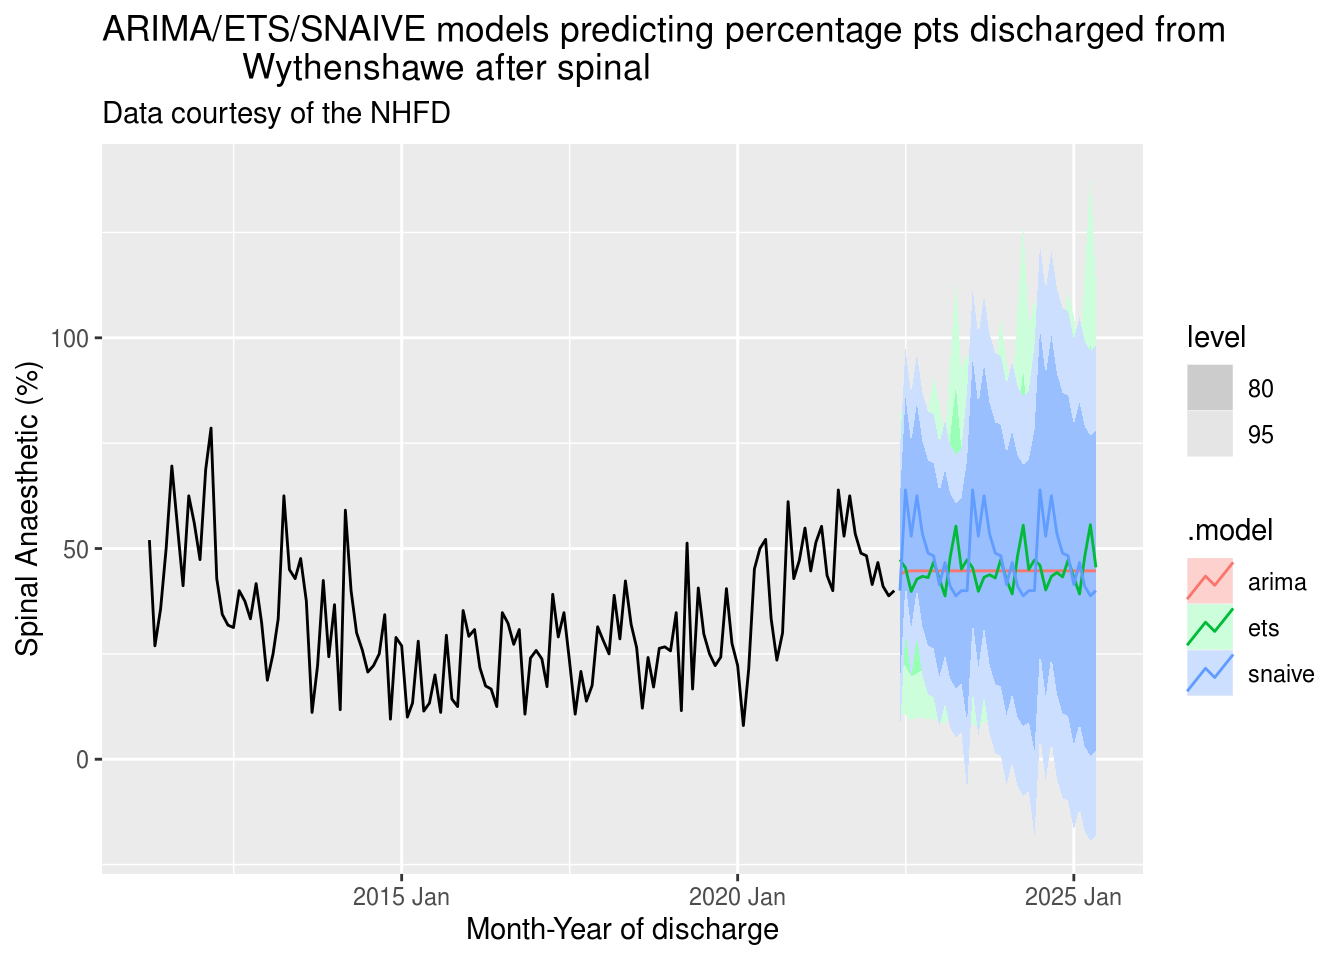 ARIMA/ETS/SNAIVE models predicting percentage pts discharged from
Wythenshawe after spinal
Data courtesy of the NHFD
Spinal Anaesthetic (%)
100
50
0
2015 Jan
2020 Jan
2025 Jan
Month-Year of discharge
level
80
95
.model
arima
ets
snaive